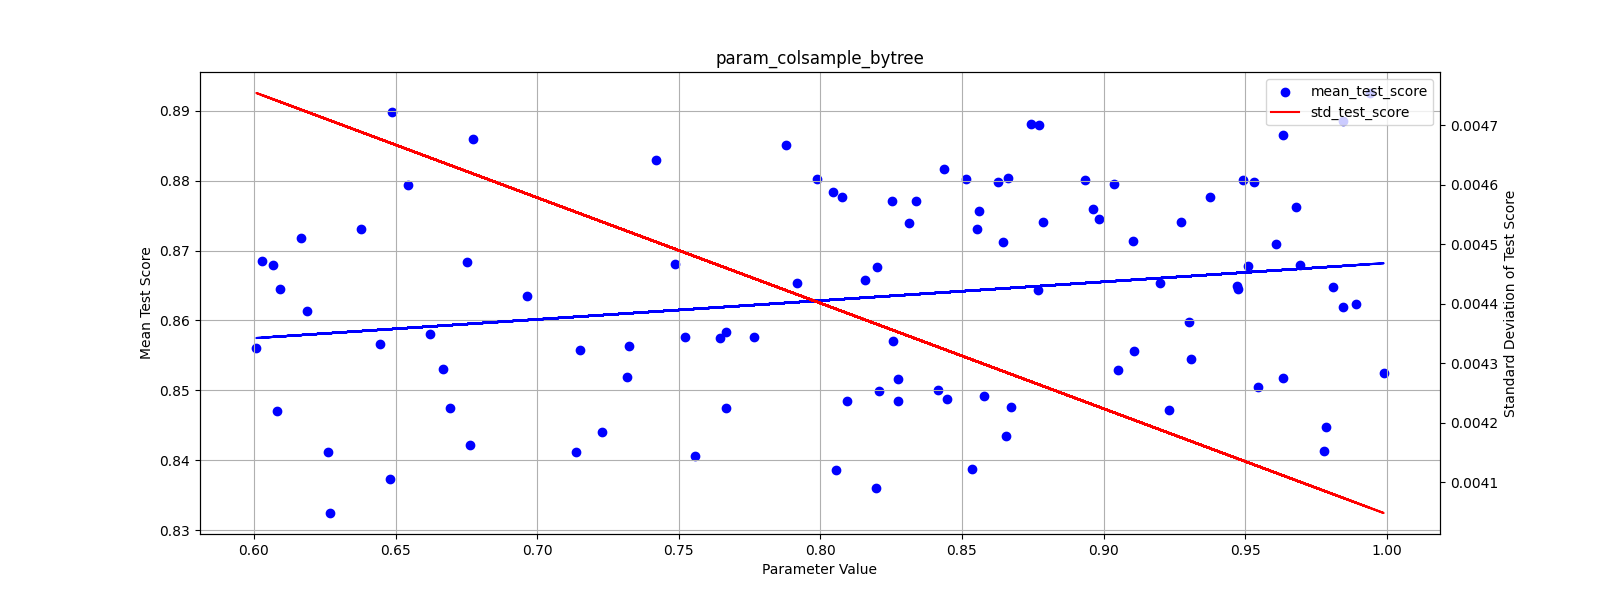 param_colsample_bytree
mean_test_score
std_test_score
0.89
0.88
0.87
0.86
0.85
0.84
0.83
Mean Test Score
0.0047
0.0046
0.0045
0.0044
0.0043
0.0042
0.0041
Standard Deviation of Test Score
0.60 0.65 0.70 0.75 0.80 0.85 0.90 0.95 1.00
Parameter Value